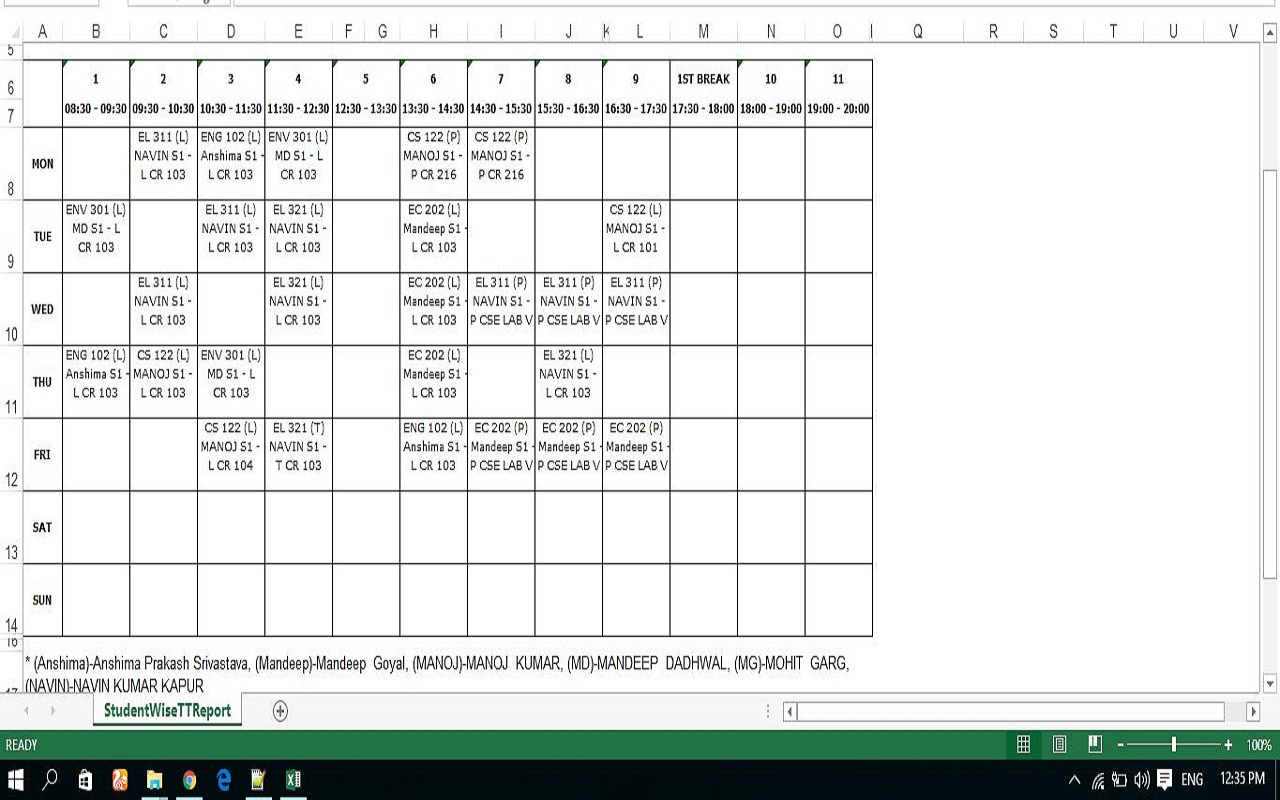 A B C D E F G H I J K L M N O Q R S T U V
5
6 1 2 3 4 5 6 7 8 9 1ST BREAK 10 11
7 08:30 - 09:30 09:30 - 10:30 10:30 - 11:30 11:30 - 12:30 12:30 - 13:30 13:30 - 14:30 14:30 - 15:30 15:30 - 16:30 16:30 - 17:30 17:30 - 18:00 18:00 - 19:00 19:00 - 20:00
EL 311 (L) ENG 102 (L) ENV 301 (L) CS 122 (P) CS 122 (P)
MON NAVIN S1 - Anshima S1 - MD S1 - L MANOJ S1 - MANOJ S1 -
8 L CR 103 L CR 103 CR 103 P CR 216 P CR 216
ENV 301 (L) EL 311 (L) EL 321 (L) EC 202 (L) CS 122 (L)
TUE MD S1 - L NAVIN S1 - NAVIN S1 - Mandeep S1 - MANOJ S1 -
9 CR 103 L CR 103 L CR 103 L CR 103 L CR 101
EL 311 (L) EL 321 (L) EC 202 (L) EL 311 (P) EL 311 (P) EL 311 (P)
WED NAVIN S1 - NAVIN S1 - Mandeep S1 - NAVIN S1 - NAVIN S1 - NAVIN S1 -
10 L CR 103 L CR 103 L CR 103 P CSE LAB V P CSE LAB V P CSE LAB V
ENG 102 (L) CS 122 (L) ENV 301 (L) EC 202 (L) EL 321 (L)
THU Anshima S1 - MANOJ S1 - MD S1 - L Mandeep S1 - NAVIN S1 -
11 L CR 103 L CR 103 CR 103 L CR 103 L CR 103
CS 122 (L) EL 321 (T) ENG 102 (L) EC 202 (P) EC 202 (P) EC 202 (P)
FRI MANOJ S1 - NAVIN S1 - Anshima S1 - Mandeep S1 - Mandeep S1 - Mandeep S1 -
12 L CR 104 T CR 103 L CR 103 P CSE LAB V P CSE LAB V P CSE LAB V
SAT
13
SUN
14
16
* (Anshima)-Anshima Prakash Srivastava, (Mandeep)-Mandeep Goyal, (MANOJ)-MANOJ KUMAR, (MD)-MANDEEP DADHWAL, (MG)-MOHIT GARG,
17 (NAVIN)-NAVIN KUMAR KAPUR
StudentWiseTTReport
READY 100%
ENG 12:35 PM